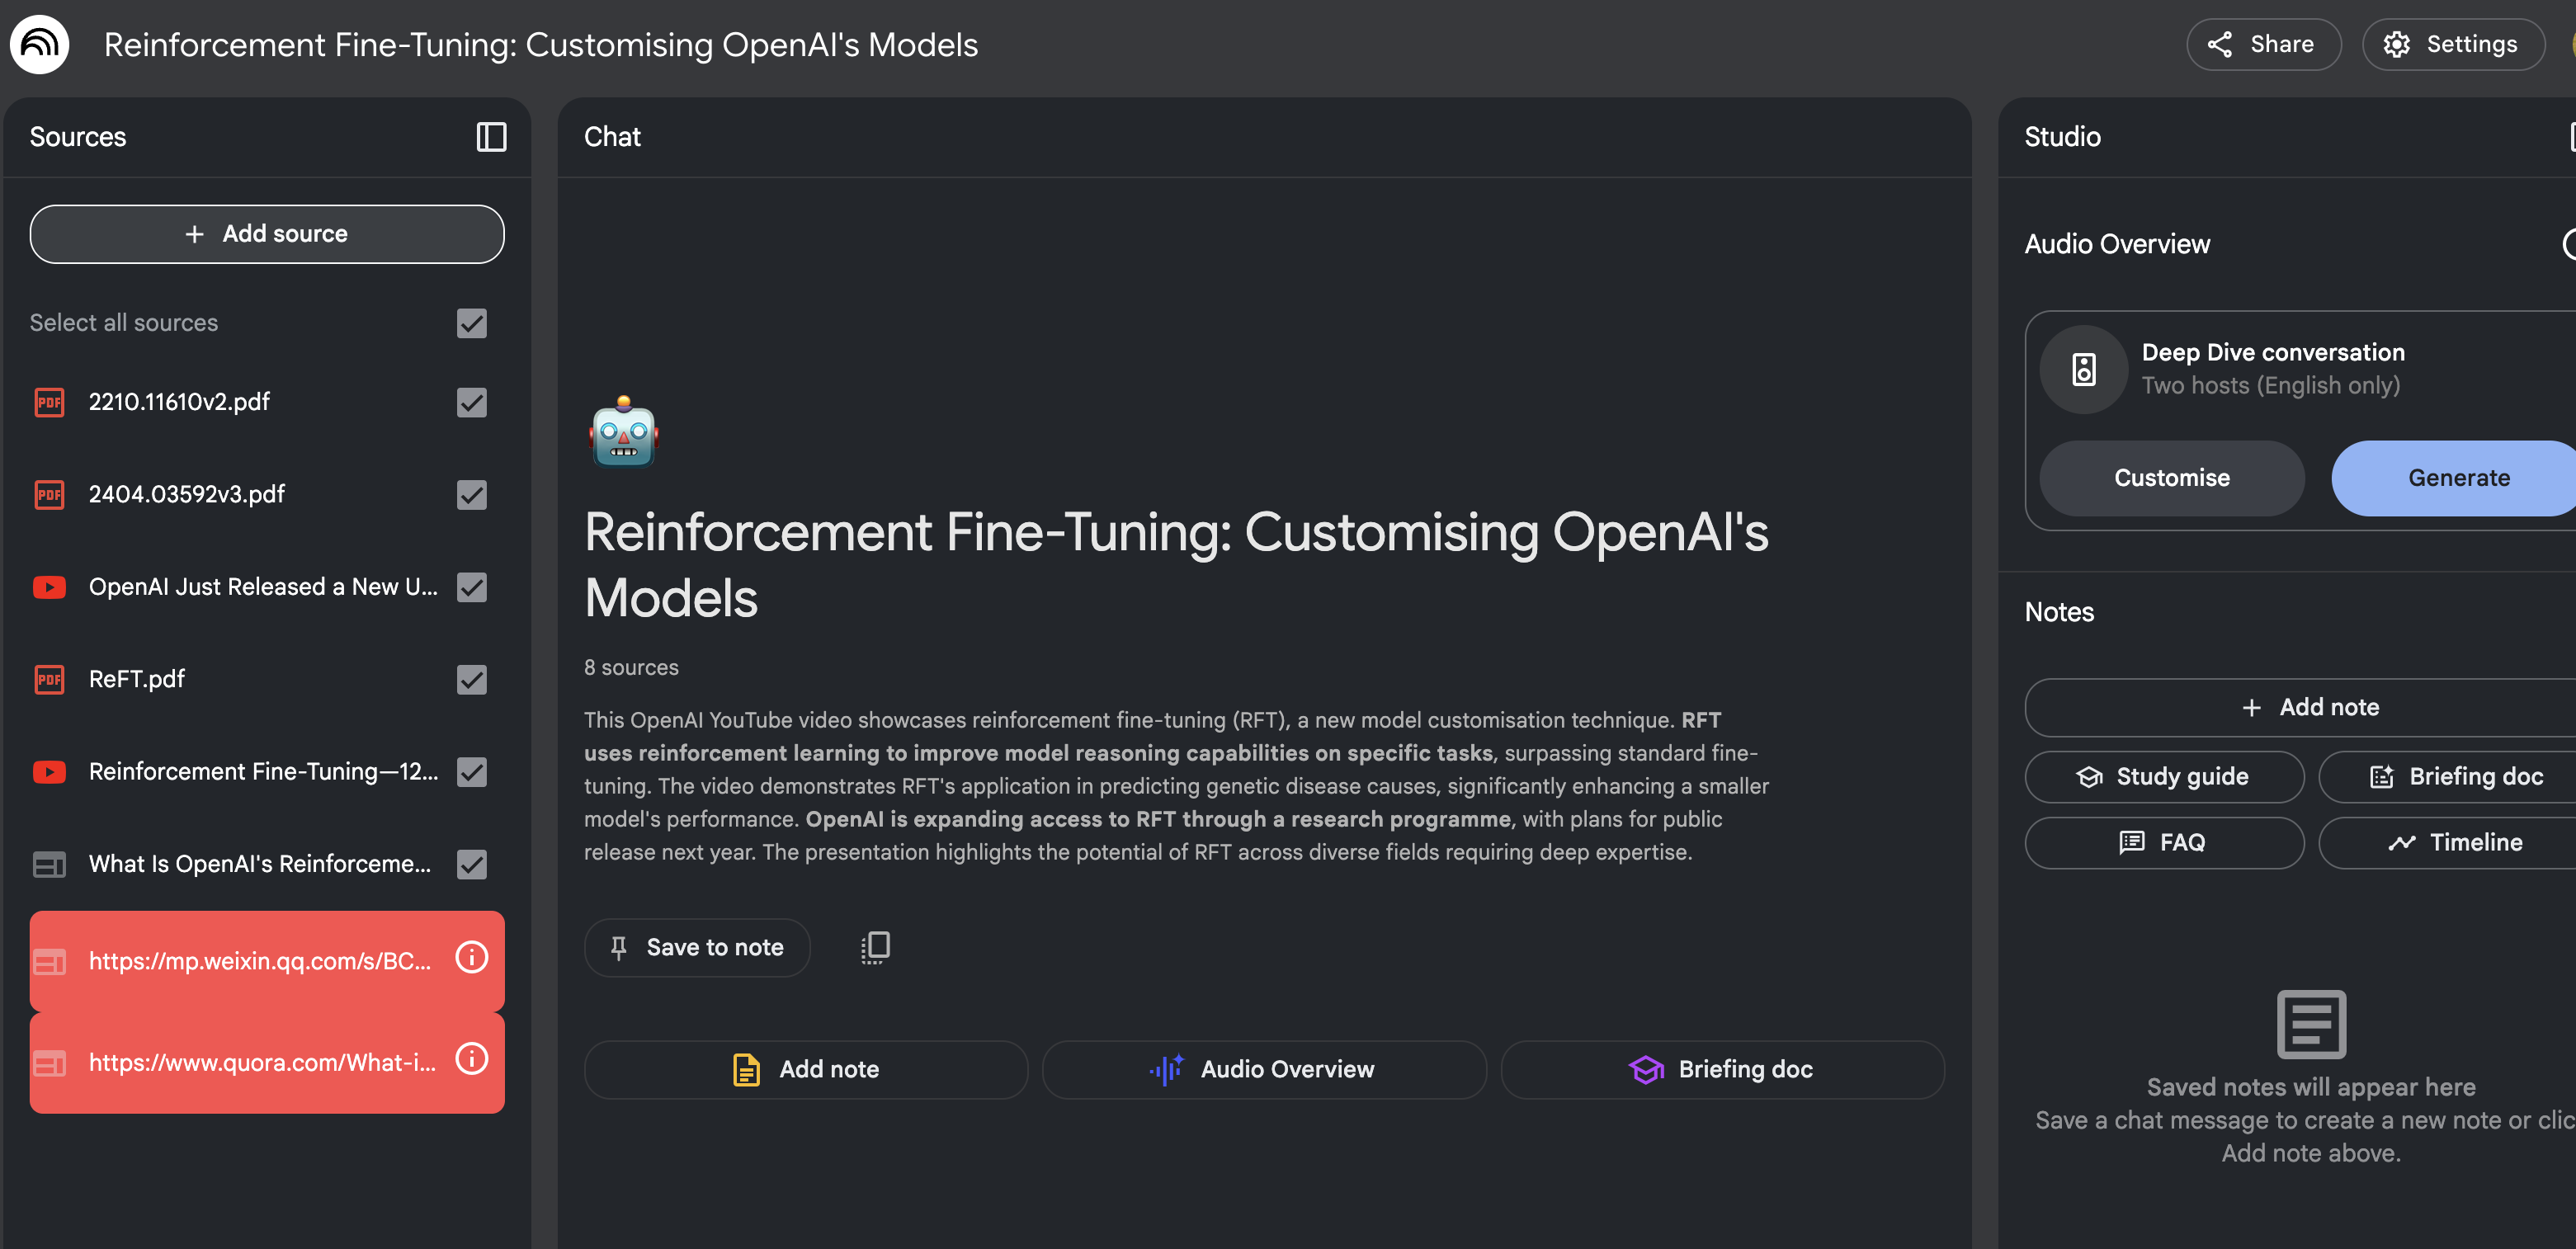 Reinforcement Fine-Tuning: Customising OpenAI's Models
Share
Settings
Sources
Add source
Select all sources
PDF
2210.11610v2.pdf
PDF
2404.03592v3.pdf
OpenAI Just Released a New U...
PDF
ReFT.pdf
Reinforcement Fine-Tuning—12...
What Is OpenAI's Reinforceme...
https://mp.weixin.qq.com/s/BC...
https://www.quora.com/What-i...
Chat
Reinforcement Fine-Tuning: Customising OpenAI's
Models
8 sources
This OpenAI YouTube video showcases reinforcement fine-tuning (RFT), a new model customisation technique. RFT
uses reinforcement learning to improve model reasoning capabilities on specific tasks, surpassing standard fine-
tuning. The video demonstrates RFT's application in predicting genetic disease causes, significantly enhancing a smaller
model's performance. OpenAI is expanding access to RFT through a research programme, with plans for public
release next year. The presentation highlights the potential of RFT across diverse fields requiring deep expertise.
Save to note
Add note
Audio Overview
Briefing doc
Studio
Audio Overview
Deep Dive conversation
Two hosts (English only)
Customise
Generate
Notes
Add note
Study guide
Briefing doc
FAQ
Timeline
Saved notes will appear here
Save a chat message to create a new note or clic
Add note above.